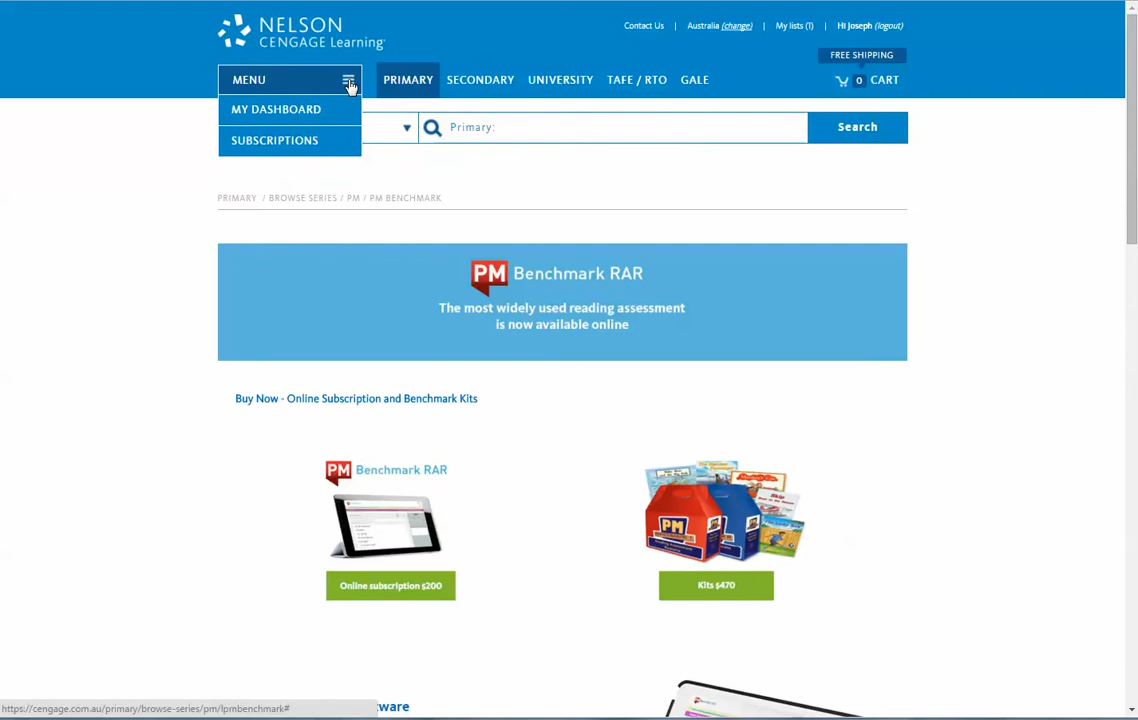 NELSON
CENGAGE Learning
Contact Us | Australia (change) | My lists (1) | Hi Joseph (logout)
FREE SHIPPING
MENU
PRIMARY SECONDARY UNIVERSITY TAFE / RTO GALE
0 CART
MY DASHBOARD
SUBSCRIPTIONS
Primary:
Search
PRIMARY / BROWSE SERIES / PM / PM BENCHMARK
PM Benchmark RAR
The most widely used reading assessment
is now available online
Buy Now - Online Subscription and Benchmark Kits
PM Benchmark RAR
PM
Online subscription $200
Kits $470
https://cengage.com.au/primary/browse-series/pm/lpmbenchmark#
tware